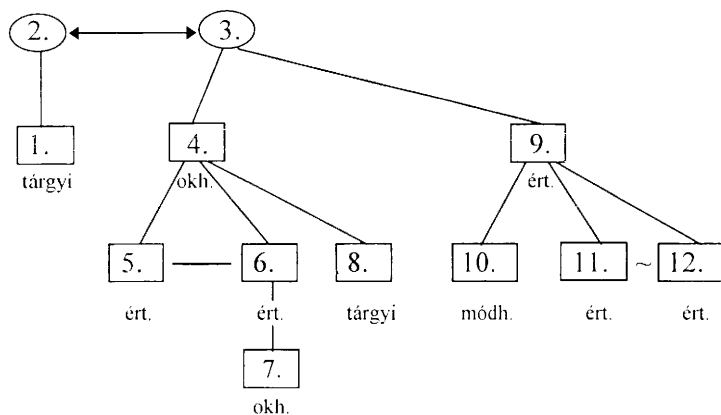 2. 3.
1. 4. 9.
tárgyi okh. ért.
5. 6. 8. 10. 11. ~ 12.
ért. ért. tárgyi módh. ért. ért.
7.
okh.